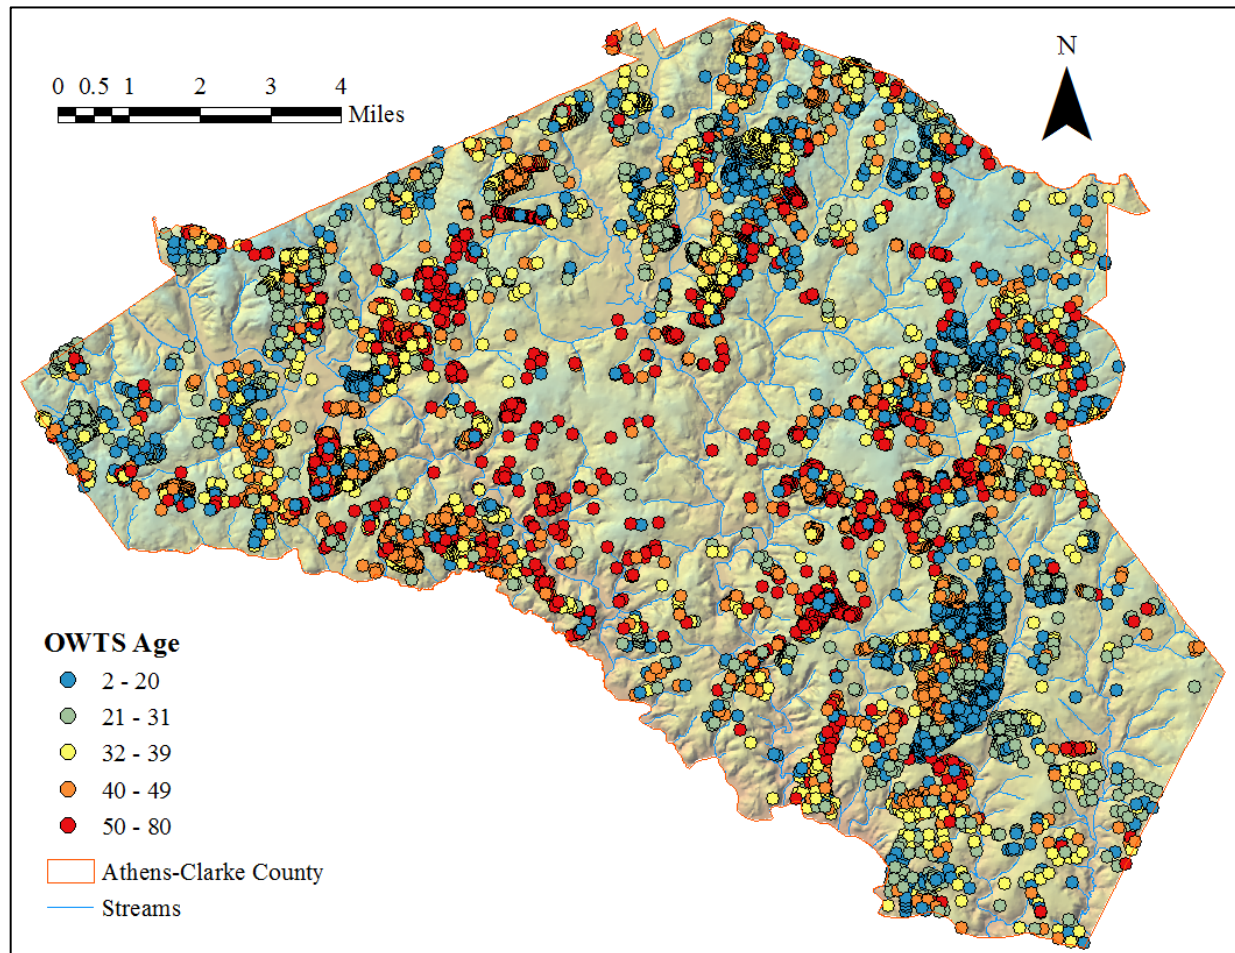 N
0 0.5 1 2 3 4
Miles
OWTS Age
2 - 20
21 - 31
32 - 39
40 - 49
50 - 80
Athens-Clarke County
Streams